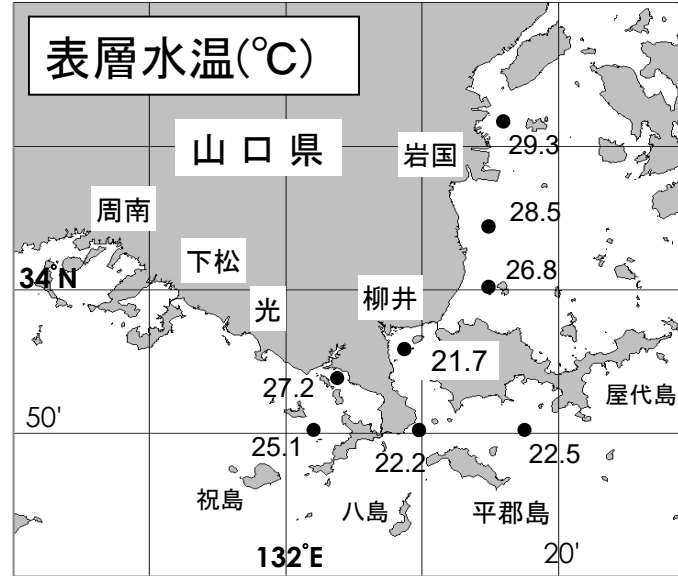 表層水温(℃)
山口県
岩国
29.3
周南
28.5
下松
34°N
26.8
光
柳井
21.7
27.2
屋代島
50'
25.1
22.2
22.5
祝島
八島
平郡島
132°E
20'